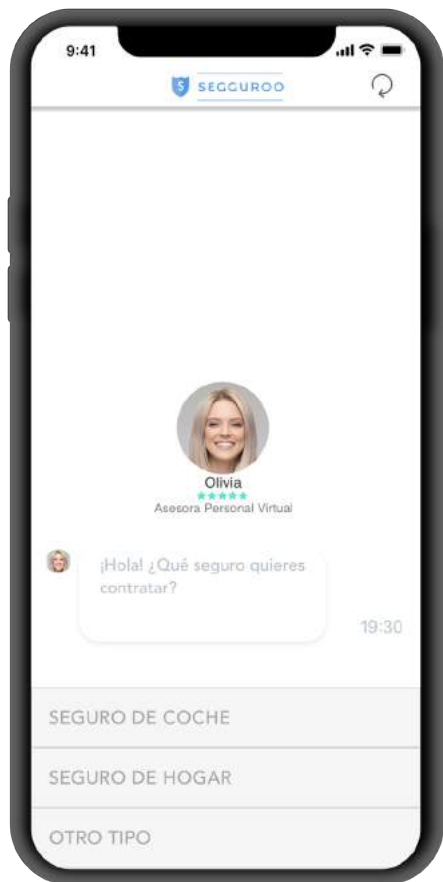 9:41
S SEGGUROO
Olivia
Asesora Personal Virtual
¡Hola! ¿Qué seguro quieres
contratar?
19:30
SEGURO DE COCHE
SEGURO DE HOGAR
OTRO TIPO